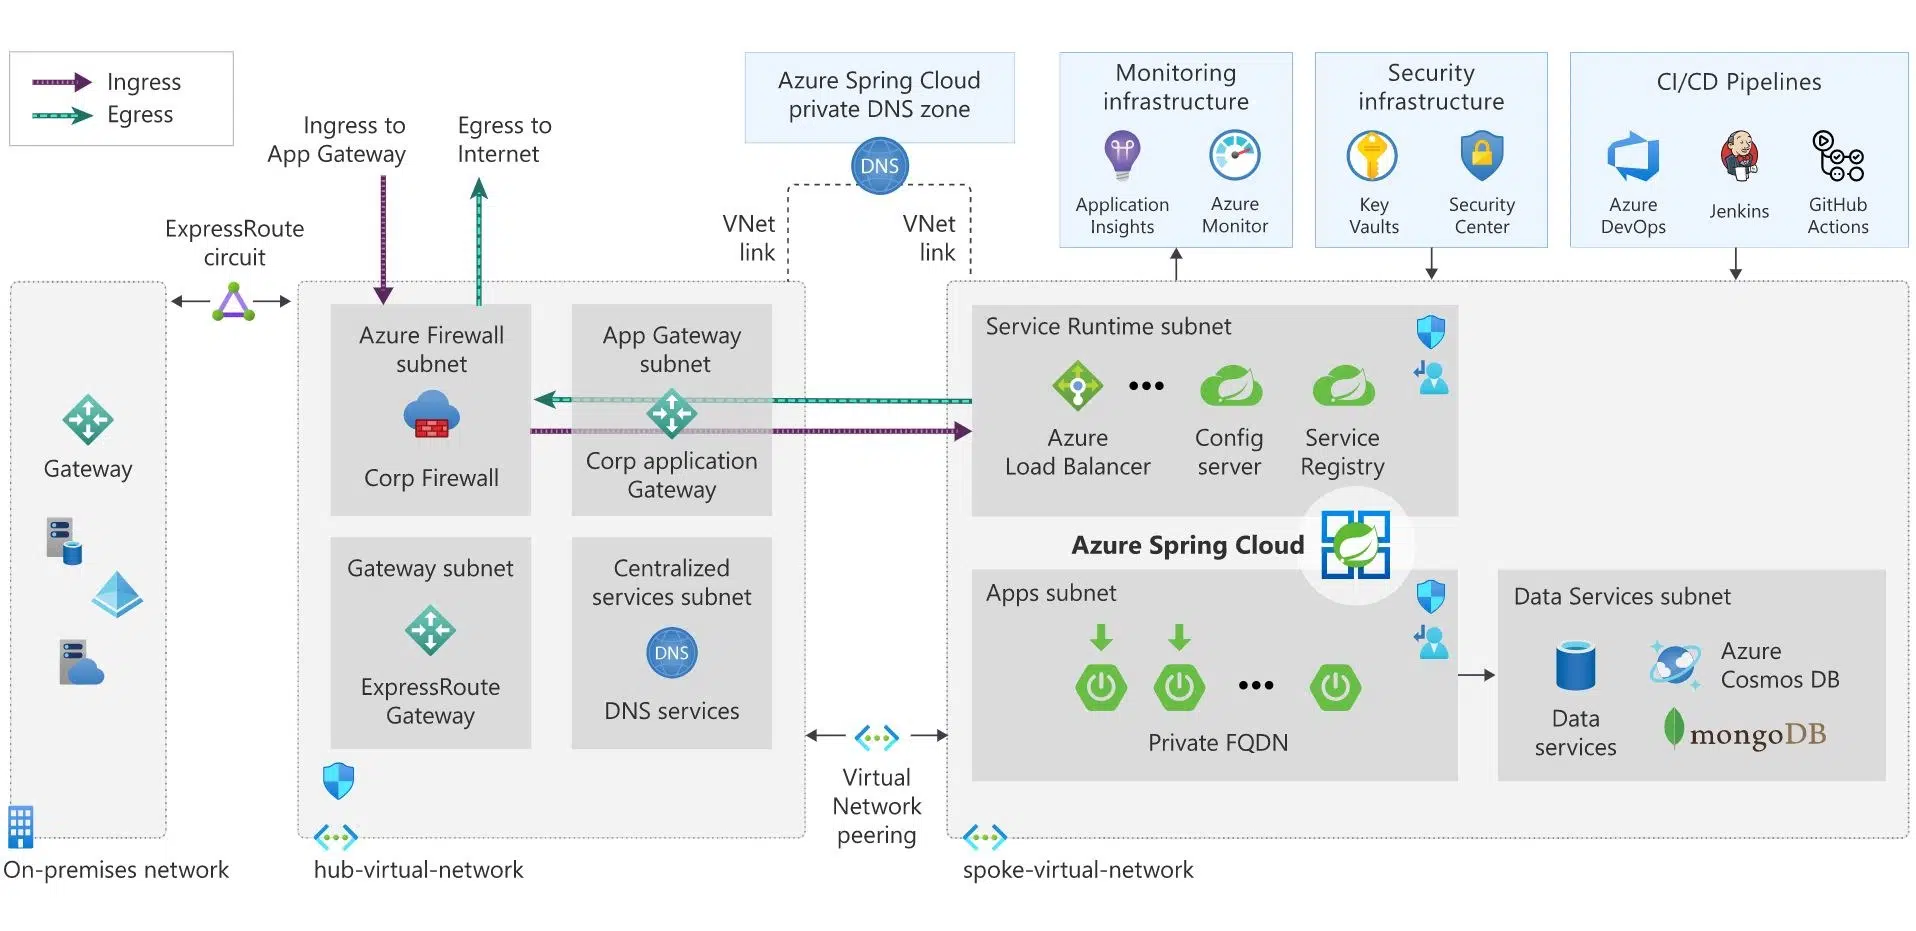 Ingress
Egress
Ingress to
App Gateway
Egress to
Internet
ExpressRoute
circuit
Azure Spring Cloud
private DNS zone
DNS
VNet
link
VNet
link
Monitoring
infrastructure
Application
Insights
Azure
Monitor
Security
infrastructure
Key
Vaults
Security
Center
CI/CD Pipelines
Azure
DevOps
Jenkins
GitHub
Actions
Gateway
On-premises network
Azure Firewall
subnet
Corp Firewall
App Gateway
subnet
Corp application
Gateway
Gateway subnet
ExpressRoute
Gateway
Centralized
services subnet
DNS
DNS services
hub-virtual-network
Virtual
Network
peering
Service Runtime subnet
Azure
Load Balancer
Config
server
Service
Registry
Azure Spring Cloud
Apps subnet
Private FQDN
Data Services subnet
Data
services
Azure
Cosmos DB
mongoDB
spoke-virtual-network